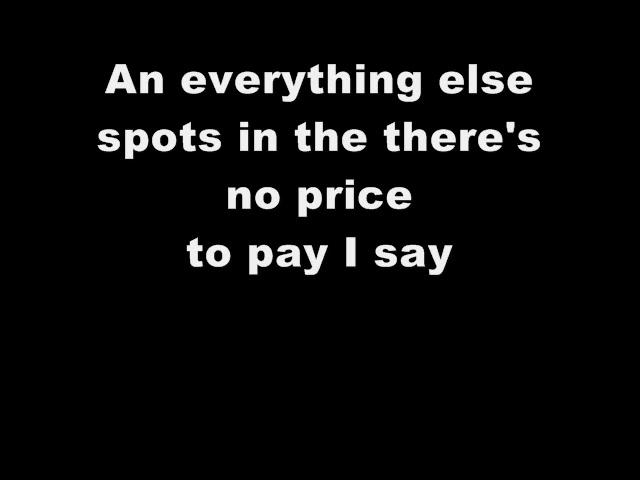 An everything else
spots in the there's
no price
to pay I say